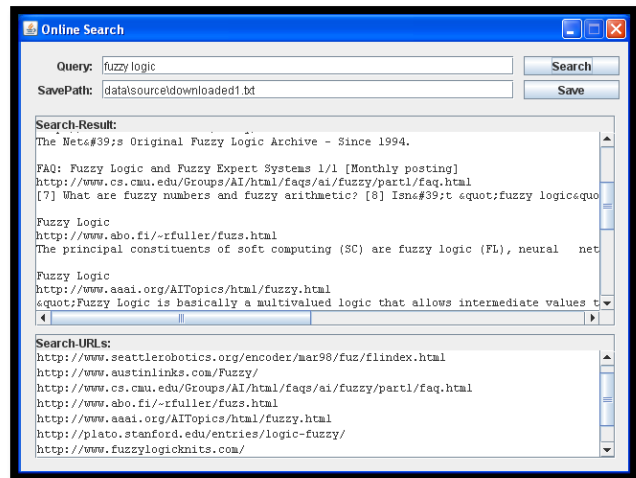 Online Search
Query: fuzzy logic Search
SavePath: data\source\downloaded1.txt Save
Search-Result:
The Net&#39;s Original Fuzzy Logic Archive - Since 1994.
FAQ: Fuzzy Logic and Fuzzy Expert Systems 1/1 [Monthly posting]
http://www.cs.cmu.edu/Groups/AI/html/faqs/ai/fuzzy/part1/faq.html
[7] What are fuzzy numbers and fuzzy arithmetic? [8] Isn&#39;t &quot;fuzzy logic&quo
Fuzzy Logic
http://www.abo.fi/~rfuller/fuzs.html
The principal constituents of soft computing (SC) are fuzzy logic (FL), neural net
Fuzzy Logic
http://www.aaai.org/AITopics/html/fuzzy.html
&quot;Fuzzy Logic is basically a multivalued logic that allows intermediate values t
Search-URLs:
http://www.seattlerobotics.org/encoder/mar98/fuz/flindex.html
http://www.austinlinks.com/Fuzzy/
http://www.cs.cmu.edu/Groups/AI/html/faqs/ai/fuzzy/part1/faq.html
http://www.abo.fi/~rfuller/fuzs.html
http://www.aaai.org/AITopics/html/fuzzy.html
http://plato.stanford.edu/entries/logic-fuzzy/
http://www.fuzzylogicknits.com/